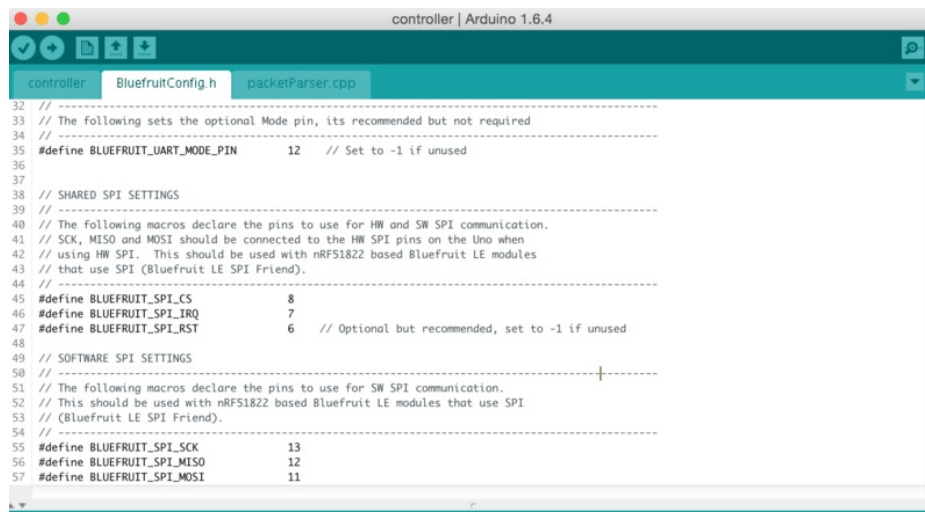 controller | Arduino 1.6.4
controller BluefruitConfig.h packetParser.cpp
32 // --------------------------------------------------------------------------
33 // The following sets the optional Mode pin, its recommended but not required
34 // --------------------------------------------------------------------------
35 #define BLUEFRUIT_UART_MODE_PIN 12 // Set to -1 if unused
36
37
38 // SHARED SPI SETTINGS
39 // --------------------------------------------------------------------------
40 // The following macros declare the pins to use for HW and SW SPI communication.
41 // SCK, MISO and MOSI should be connected to the HW SPI pins on the Uno when
42 // using HW SPI. This should be used with nRF51822 based Bluefruit LE modules
43 // that use SPI (Bluefruit LE SPI Friend).
44 // --------------------------------------------------------------------------
45 #define BLUEFRUIT_SPI_CS 8
46 #define BLUEFRUIT_SPI_IRQ 7
47 #define BLUEFRUIT_SPI_RST 6 // Optional but recommended, set to -1 if unused
48
49 // SOFTWARE SPI SETTINGS
50 // --------------------------------------------------------------------------
51 // The following macros declare the pins to use for SW SPI communication.
52 // This should be used with nRF51822 based Bluefruit LE modules that use SPI
53 // (Bluefruit LE SPI Friend).
54 // --------------------------------------------------------------------------
55 #define BLUEFRUIT_SPI_SCK 13
56 #define BLUEFRUIT_SPI_MISO 12
57 #define BLUEFRUIT_SPI_MOSI 11